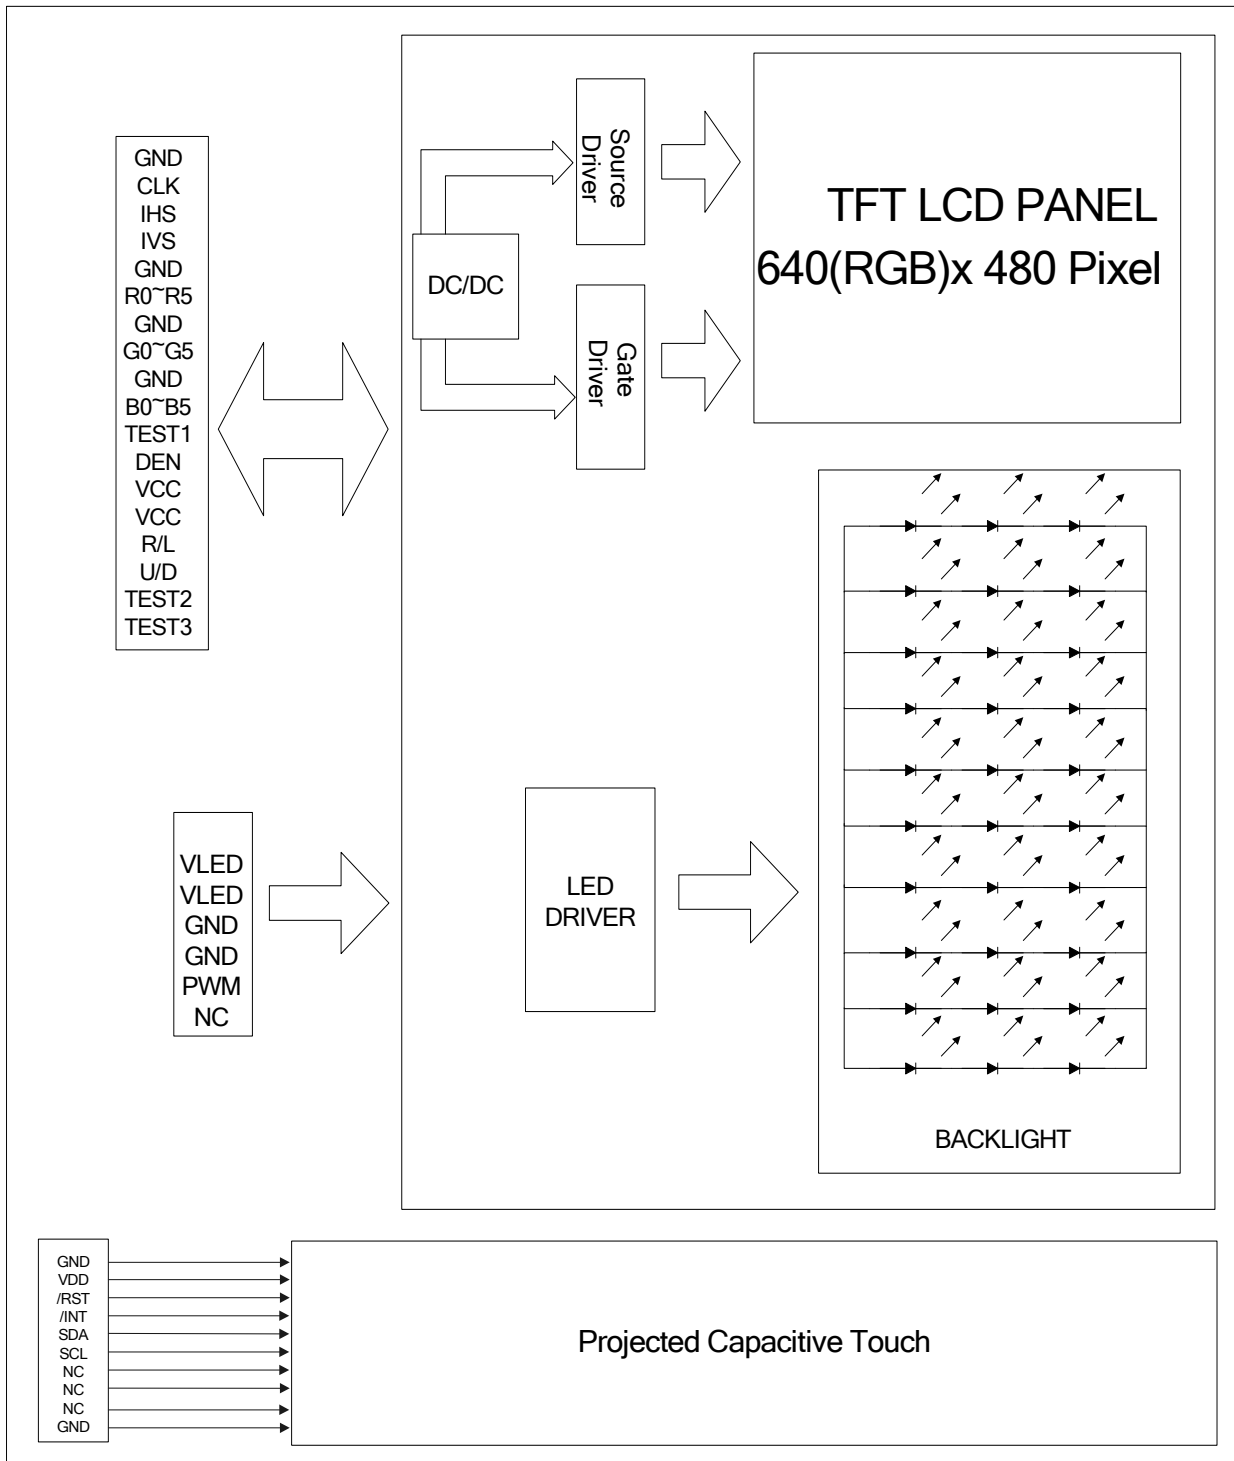 GND
CLK
IHS
IVS
GND
R0~R5
GND
G0~G5
GND
B0~B5
TEST1
DEN
VCC
VCC
R/L
U/D
TEST2
TEST3
DC/DC
Source
Driver
Gate
Driver
TFT LCD PANEL
640(RGB)x 480 Pixel
VLED
VLED
GND
GND
PWM
NC
LED
DRIVER
BACKLIGHT
GND
VDD
/RST
/INT
SDA
SCL
NC
NC
NC
GND
Projected Capacitive Touch